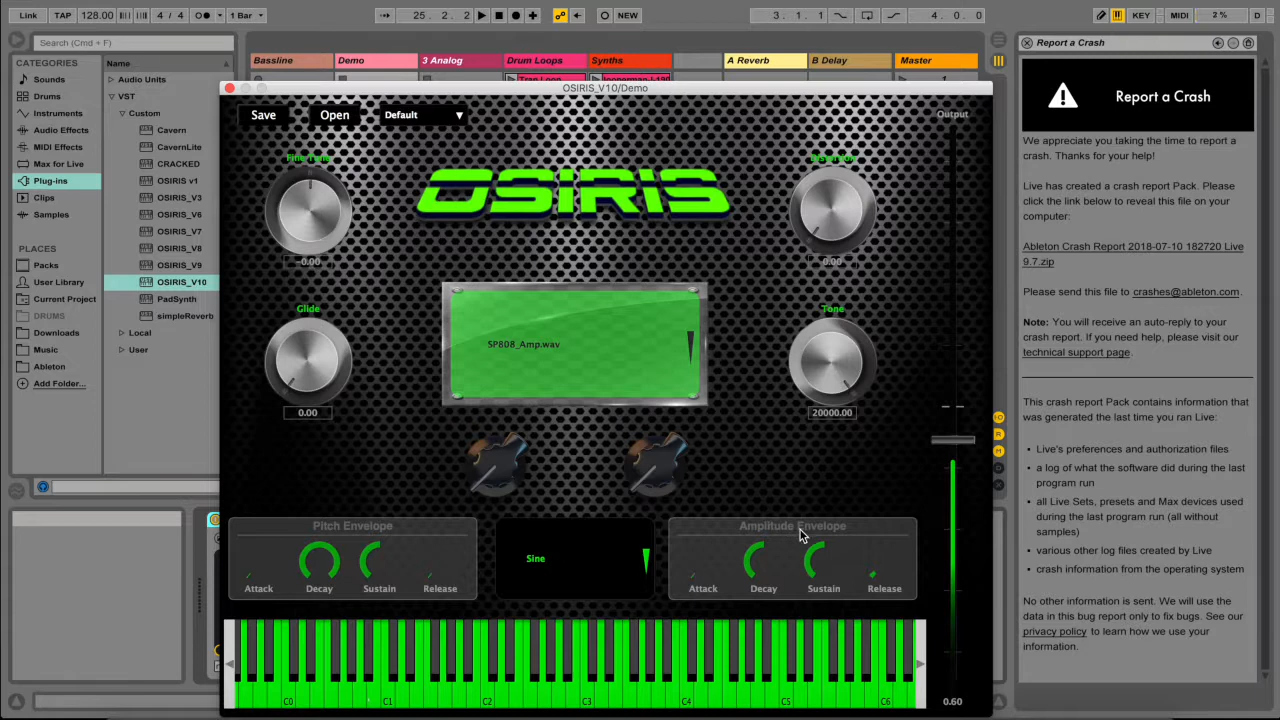 Link TAP 128.00 4 / 4 1 Bar 25. 2. 2 NEW 3. 1. 1 4. 0. 0 KEY MIDI 2 % D
Search (Cmd + F)
CATEGORIES
Sounds
Drums
Instruments
Audio Effects
MIDI Effects
Max for Live
Plug-ins
Clips
Samples
PLACES
Packs
User Library
Current Project
DRUMS
Downloads
Music
Ableton
Add Folder...
Name
Audio Units
VST
Custom
Cavern
CavernLite
CRACKED
OSIRIS v1
OSIRIS_V3
OSIRIS_V6
OSIRIS_V7
OSIRIS_V8
OSIRIS_V9
OSIRIS_V10
PadSynth
simpleReverb
Local
User
Bassline Demo 3 Analog Drum Loops Synths A Reverb B Delay Master
1
OSIRIS_V10/Demo
Save Open Default
Output
Fine Tune
-0.00
OSIRIS
Distortion
0.00
Glide
0.00
SP808_Amp.wav
Tone
20000.00
Pitch Envelope
Attack Decay Sustain Release
Sine
Amplitude Envelope
Attack Decay Sustain Release
C0 C1 C2 C3 C4 C5 C6
0.60
Report a Crash
Report a Crash
We appreciate you taking the time to report a
crash. Thanks for your help!
Live has created a crash report Pack. Please
click the link below to reveal this file on your
computer:
Ableton Crash Report 2018-07-10 182720 Live
9.7.zip
Please send this file to crashes@ableton.com.
Note: You will receive an auto-reply to your
crash report. If you need help, please visit our
technical support page.
This crash report Pack contains information that
was generated the last time you ran Live:
• Live's preferences and authorization files
• a log of what the software did during the last
program run
• all Live Sets, presets and Max devices used
during the last program run (all without
samples)
• various other log files created by Live
• crash information from the operating system
No other information is sent. We will use the
data in this bug report only to fix bugs. See our
privacy policy to learn how we use your
information.